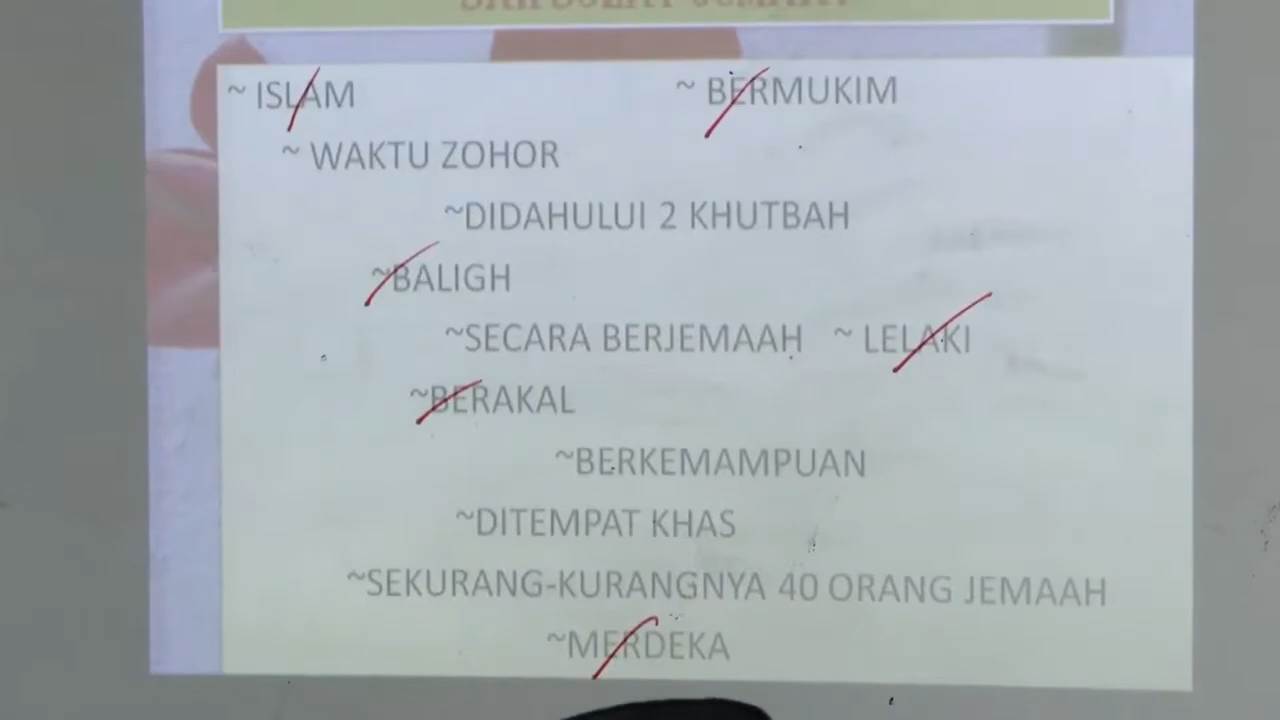 ~ ISLAM ~ BERMUKIM
~ WAKTU ZOHOR
~DIDAHULUI 2 KHUTBAH
~BALIGH
~SECARA BERJEMAAH ~ LELAKI
~BERAKAL
~BERKEMAMPUAN
~DITEMPAT KHAS
~SEKURANG-KURANGNYA 40 ORANG JEMAAH
~MERDEKA